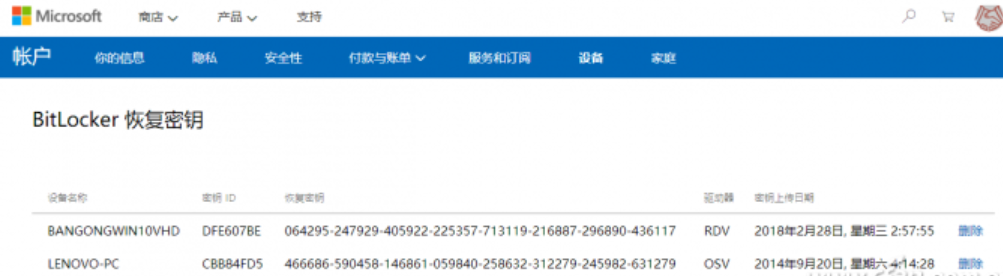 Microsoft 商店 产品 支持
帐户 你的信息 隐私 安全性 付款与账单 服务和订阅 设备 家庭
BitLocker 恢复密钥
设备名称 密钥 ID 恢复密钥 驱动器 密钥上传日期
BANGONGWIN10VHD DFE607BE 064295-247929-405922-225357-713119-216887-296890-436117 RDV 2018年2月28日, 星期三 2:57:55 删除
LENOVO-PC CBB84FD5 466686-590458-146861-059840-258632-312279-245982-631279 OSV 2014年9月20日, 星期六 4:14:28 删除